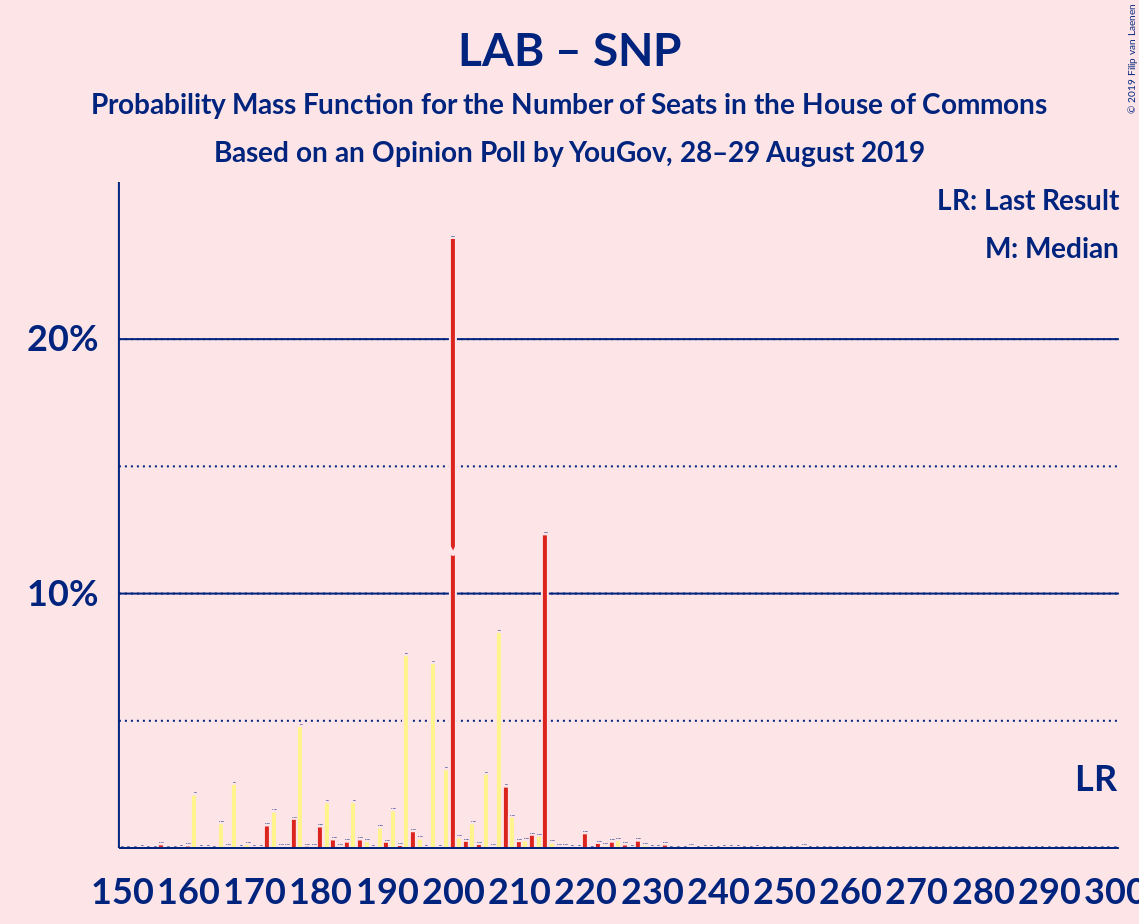 LAB – SNP
Probability Mass Function for the Number of Seats in the House of Commons
Based on an Opinion Poll by YouGov, 28–29 August 2019
© 2019 Filip van Laenen
LR: Last Result
M: Median
20%
10%
LR
150 160 170 180 190 200 210 220 230 240 250 260 270 280 290 300